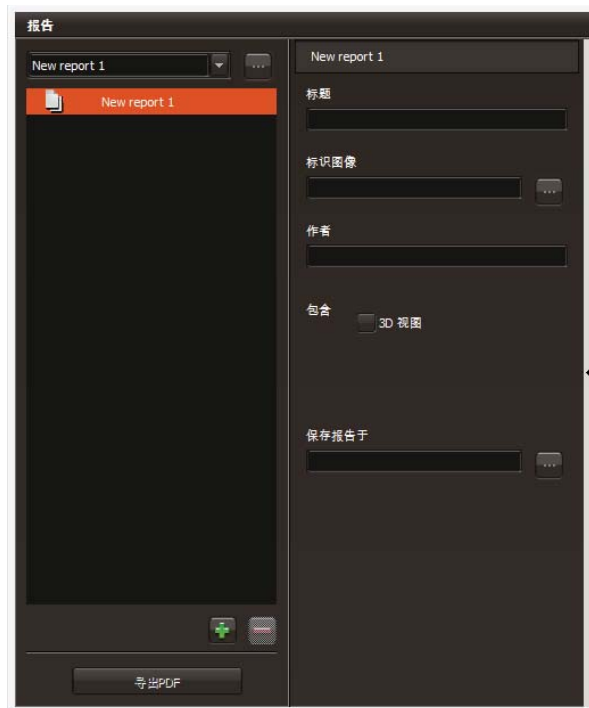 报告
New report 1
...
New report 1
导出PDF
New report 1
标题
标识图像
...
作者
包含
3D 视图
保存报告于
...